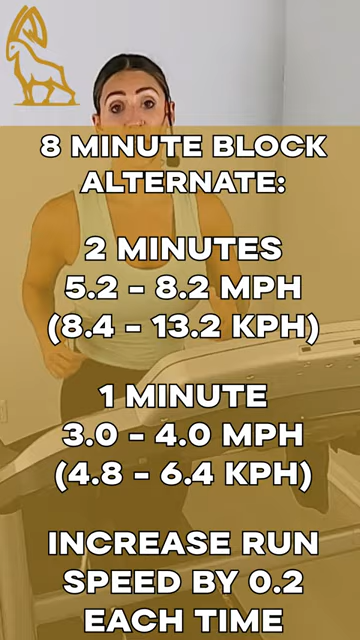 8 MINUTE BLOCK
ALTERNATE:
2 MINUTES
5.2 - 8.2 MPH
(8.4 - 13.2 KPH)
1 MINUTE
3.0 - 4.0 MPH
(4.8 - 6.4 KPH)
INCREASE RUN
SPEED BY 0.2
EACH TIME